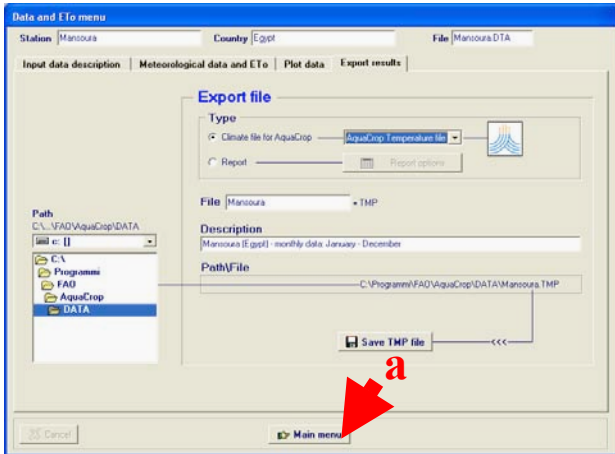 Data and ETo menu
Station Mansoura Country Egypt File Mansoura.DTA
Input data description Meteorological data and ETo Plot data Export results
Export file
Type
Climate file for AquaCrop AquaCrop Temperature file
Report Report options
File Mansoura .TMP
Path
C:\...\FAO\AquaCrop\DATA
Description
c: []
Mansoura (Egypt) - monthly data: January - December
C:\
Programmi
FAO
AquaCrop
DATA
Path\File
C:\Programmi\FAO\AquaCrop\DATA\Mansoura.TMP
Save TMP file <<<
a
Cancel Main menu